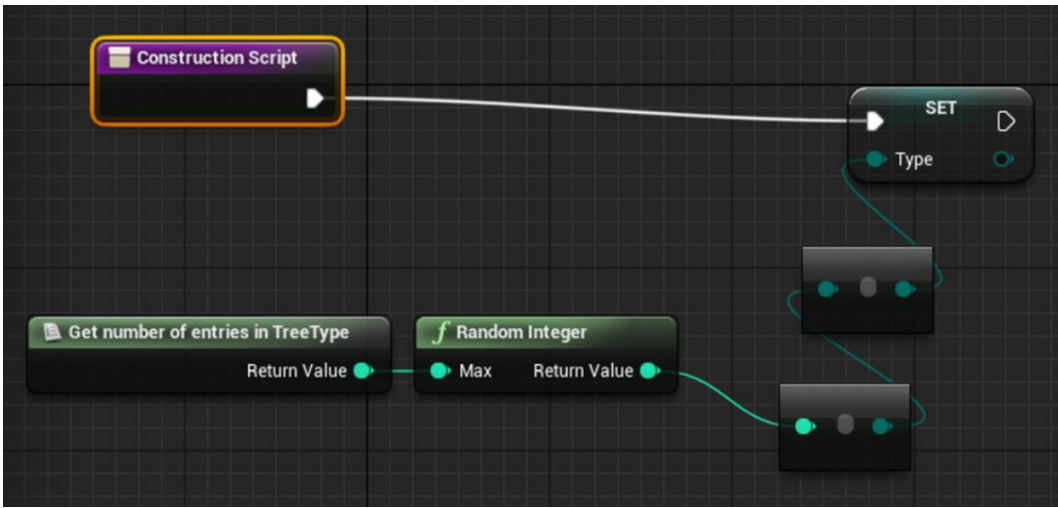 Construction Script
SET
Type
Get number of entries in TreeType
Return Value
f Random Integer
Max Return Value